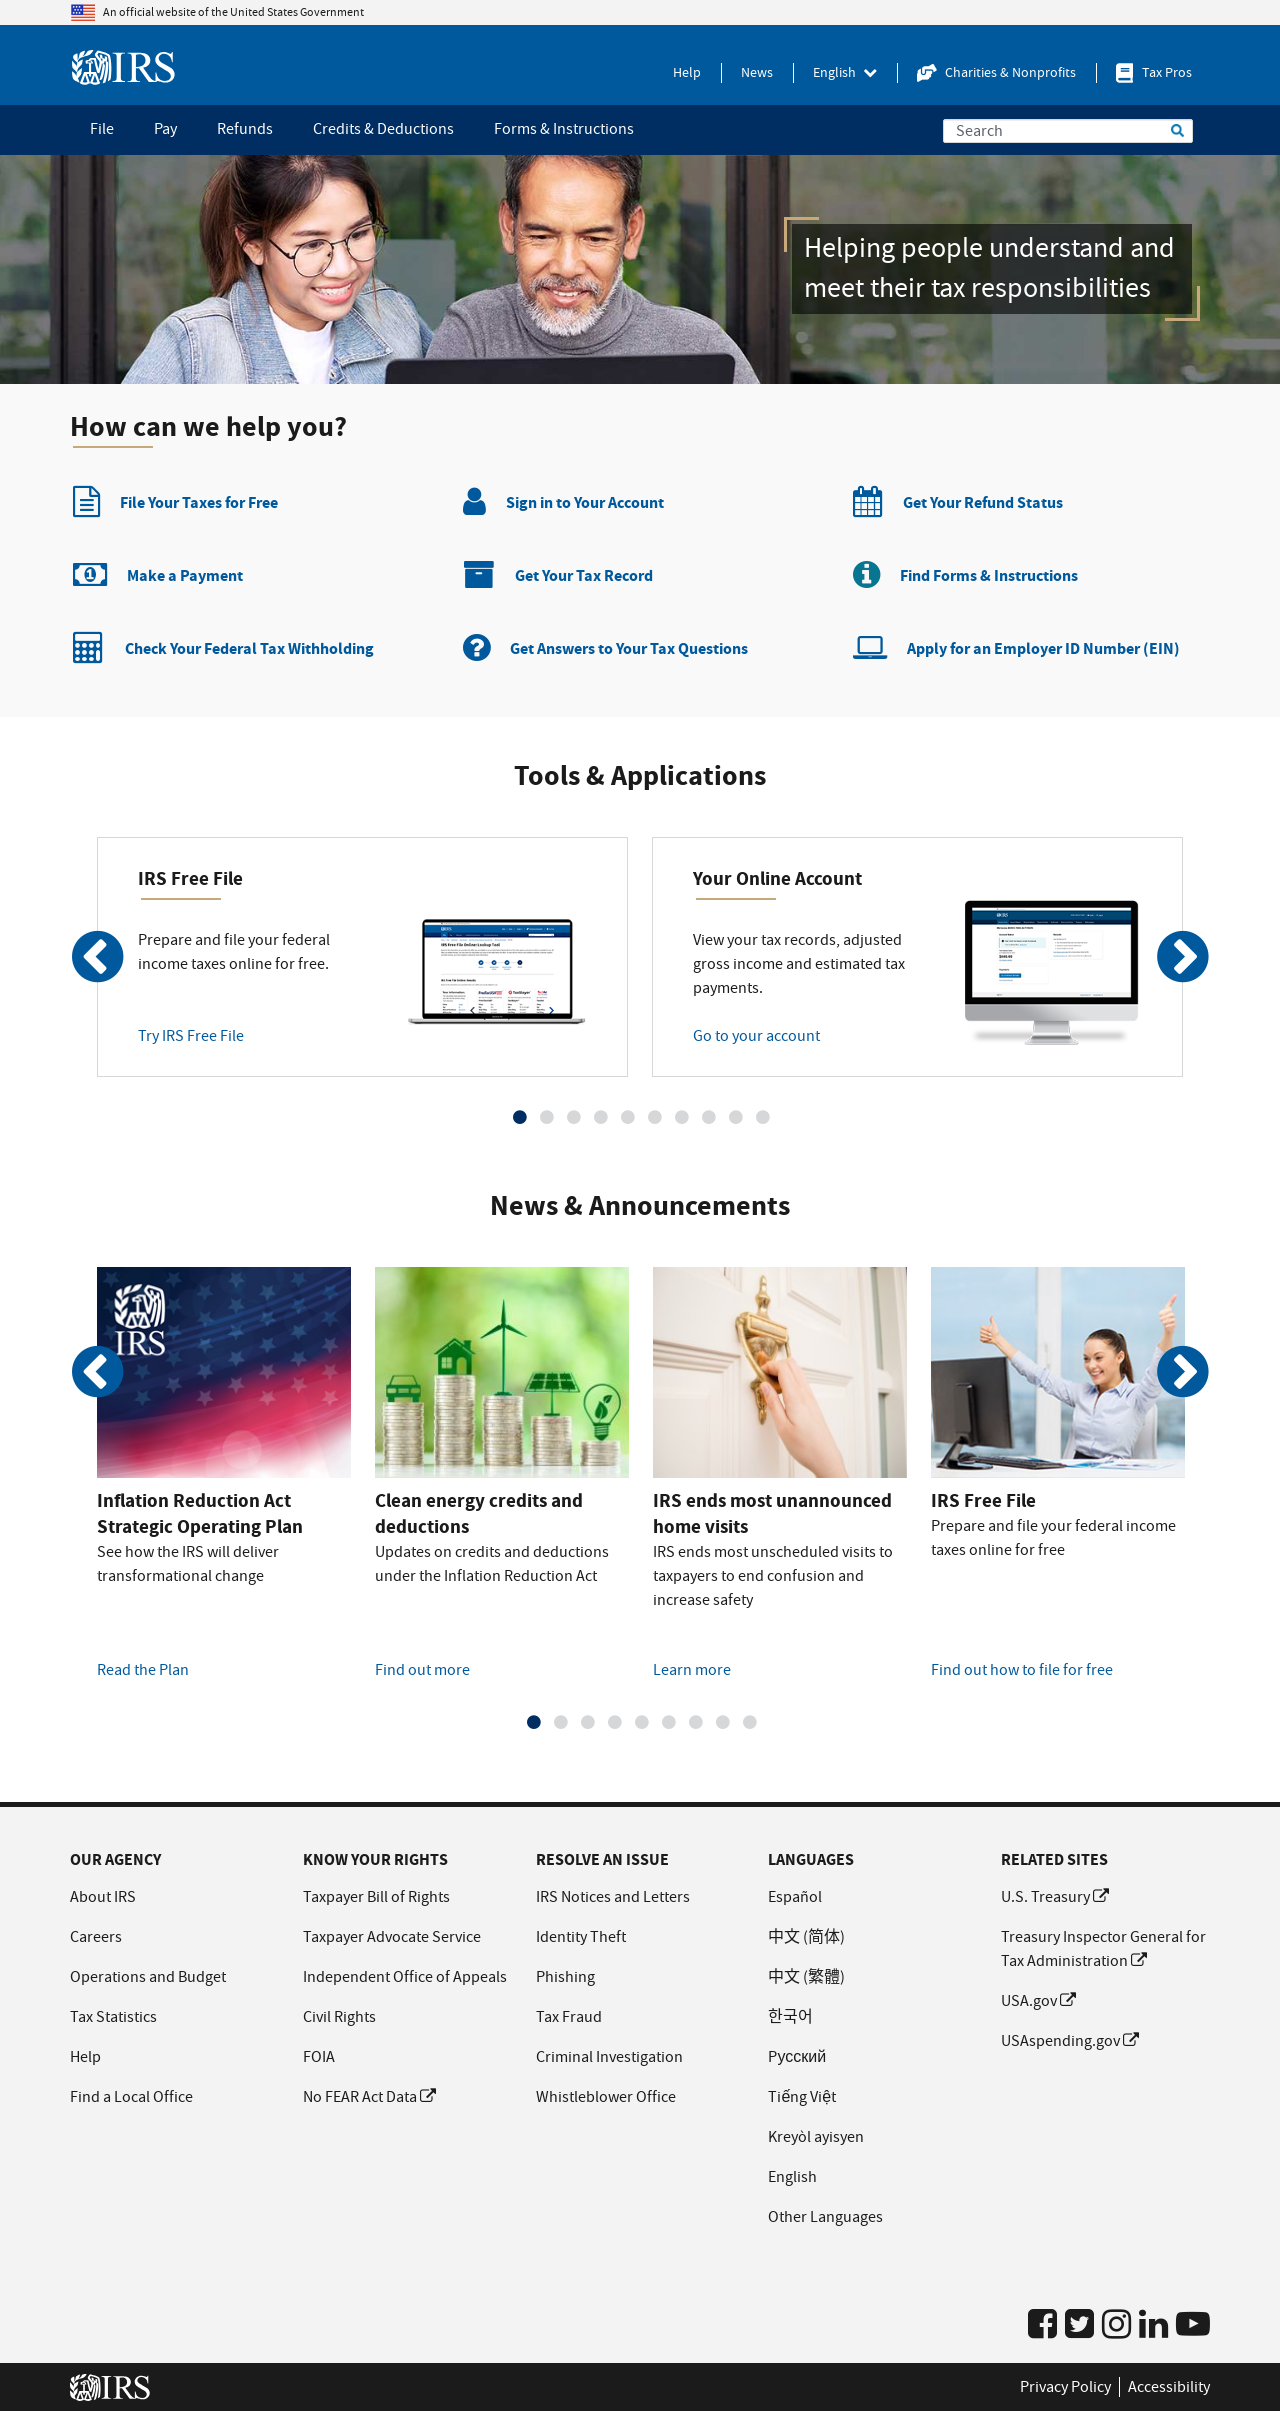 An official website of the United States Government
IRS
Help
News
English
Charities & Nonprofits
Tax Pros
File
Pay
Refunds
Credits & Deductions
Forms & Instructions
Search
Helping people understand and
meet their tax responsibilities
How can we help you?
File Your Taxes for Free
Sign in to Your Account
Get Your Refund Status
Make a Payment
Get Your Tax Record
Find Forms & Instructions
Check Your Federal Tax Withholding
Get Answers to Your Tax Questions
Apply for an Employer ID Number (EIN)
Tools & Applications
IRS Free File
Prepare and file your federal
income taxes online for free.
Try IRS Free File
IRS Free File Online Lookup Tool
Your Online Account
View your tax records, adjusted
gross income and estimated tax
payments.
Go to your account
News & Announcements
IRS
Inflation Reduction Act
Strategic Operating Plan
See how the IRS will deliver
transformational change
Read the Plan
Clean energy credits and
deductions
Updates on credits and deductions
under the Inflation Reduction Act
Find out more
IRS ends most unannounced
home visits
IRS ends most unscheduled visits to
taxpayers to end confusion and
increase safety
Learn more
IRS Free File
Prepare and file your federal income
taxes online for free
Find out how to file for free
OUR AGENCY
About IRS
Careers
Operations and Budget
Tax Statistics
Help
Find a Local Office
KNOW YOUR RIGHTS
Taxpayer Bill of Rights
Taxpayer Advocate Service
Independent Office of Appeals
Civil Rights
FOIA
No FEAR Act Data
RESOLVE AN ISSUE
IRS Notices and Letters
Identity Theft
Phishing
Tax Fraud
Criminal Investigation
Whistleblower Office
LANGUAGES
Español
中文 (简体)
中文 (繁體)
한국어
Pусский
Tiếng Việt
Kreyòl ayisyen
English
Other Languages
RELATED SITES
U.S. Treasury
Treasury Inspector General for
Tax Administration
USA.gov
USAspending.gov
IRS
Privacy Policy
Accessibility